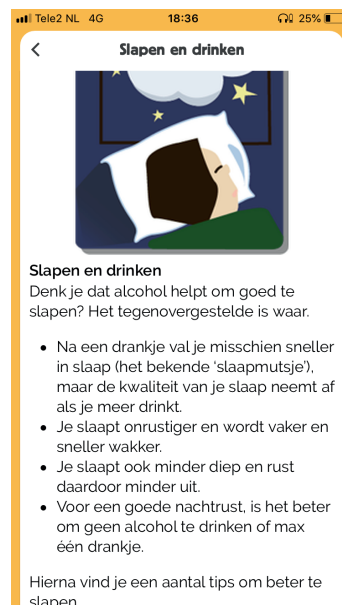 Tele2 NL 4G 18:36 25%
Slapen en drinken
Slapen en drinken
Denk je dat alcohol helpt om goed te
slapen? Het tegenovergestelde is waar.
• Na een drankje val je misschien sneller
in slaap (het bekende ‘slaapmutsje’),
maar de kwaliteit van je slaap neemt af
als je meer drinkt.
• Je slaapt onrustiger en wordt vaker en
sneller wakker.
• Je slaapt ook minder diep en rust
daardoor minder uit.
• Voor een goede nachtrust, is het beter
om geen alcohol te drinken of max
één drankje.
Hierna vind je een aantal tips om beter te
slapen